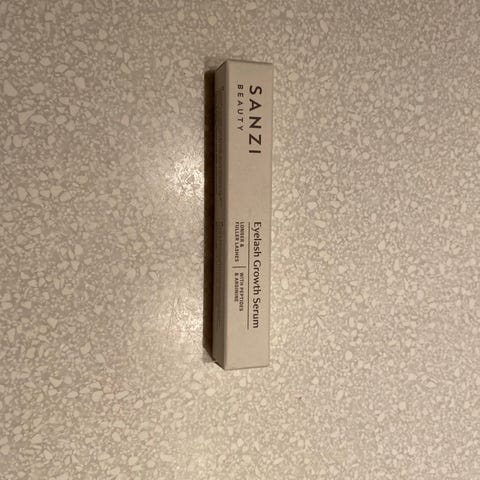 SANZI
BEAUTY
Eyelash Growth Serum
LONGER &
FULLER LASHES
WITH PEPTIDES
& ARGININE